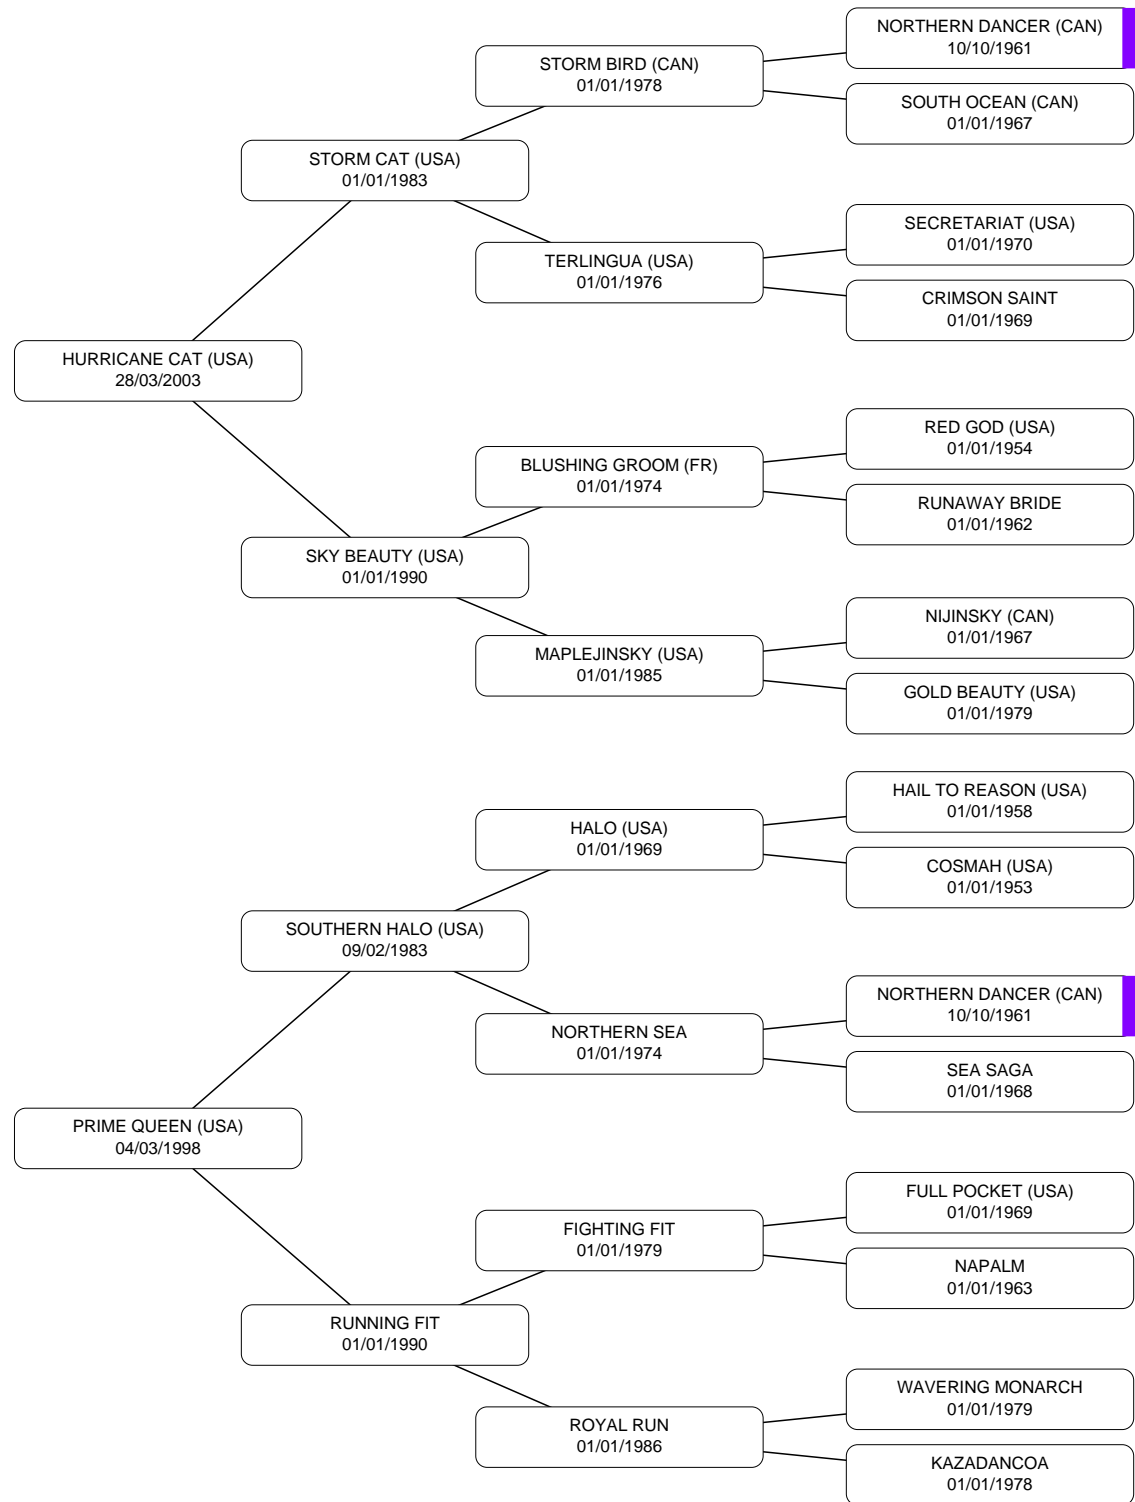 NORTHERN DANCER (CAN)
10/10/1961
STORM BIRD (CAN)
01/01/1978
SOUTH OCEAN (CAN)
01/01/1967
STORM CAT (USA)
01/01/1983
SECRETARIAT (USA)
01/01/1970
TERLINGUA (USA)
01/01/1976
CRIMSON SAINT
01/01/1969
HURRICANE CAT (USA)
28/03/2003
RED GOD (USA)
01/01/1954
BLUSHING GROOM (FR)
01/01/1974
RUNAWAY BRIDE
01/01/1962
SKY BEAUTY (USA)
01/01/1990
NIJINSKY (CAN)
01/01/1967
MAPLEJINSKY (USA)
01/01/1985
GOLD BEAUTY (USA)
01/01/1979
HAIL TO REASON (USA)
01/01/1958
HALO (USA)
01/01/1969
COSMAH (USA)
01/01/1953
SOUTHERN HALO (USA)
09/02/1983
NORTHERN DANCER (CAN)
10/10/1961
NORTHERN SEA
01/01/1974
SEA SAGA
01/01/1968
PRIME QUEEN (USA)
04/03/1998
FULL POCKET (USA)
01/01/1969
FIGHTING FIT
01/01/1979
NAPALM
01/01/1963
RUNNING FIT
01/01/1990
WAVERING MONARCH
01/01/1979
ROYAL RUN
01/01/1986
KAZADANCOA
01/01/1978